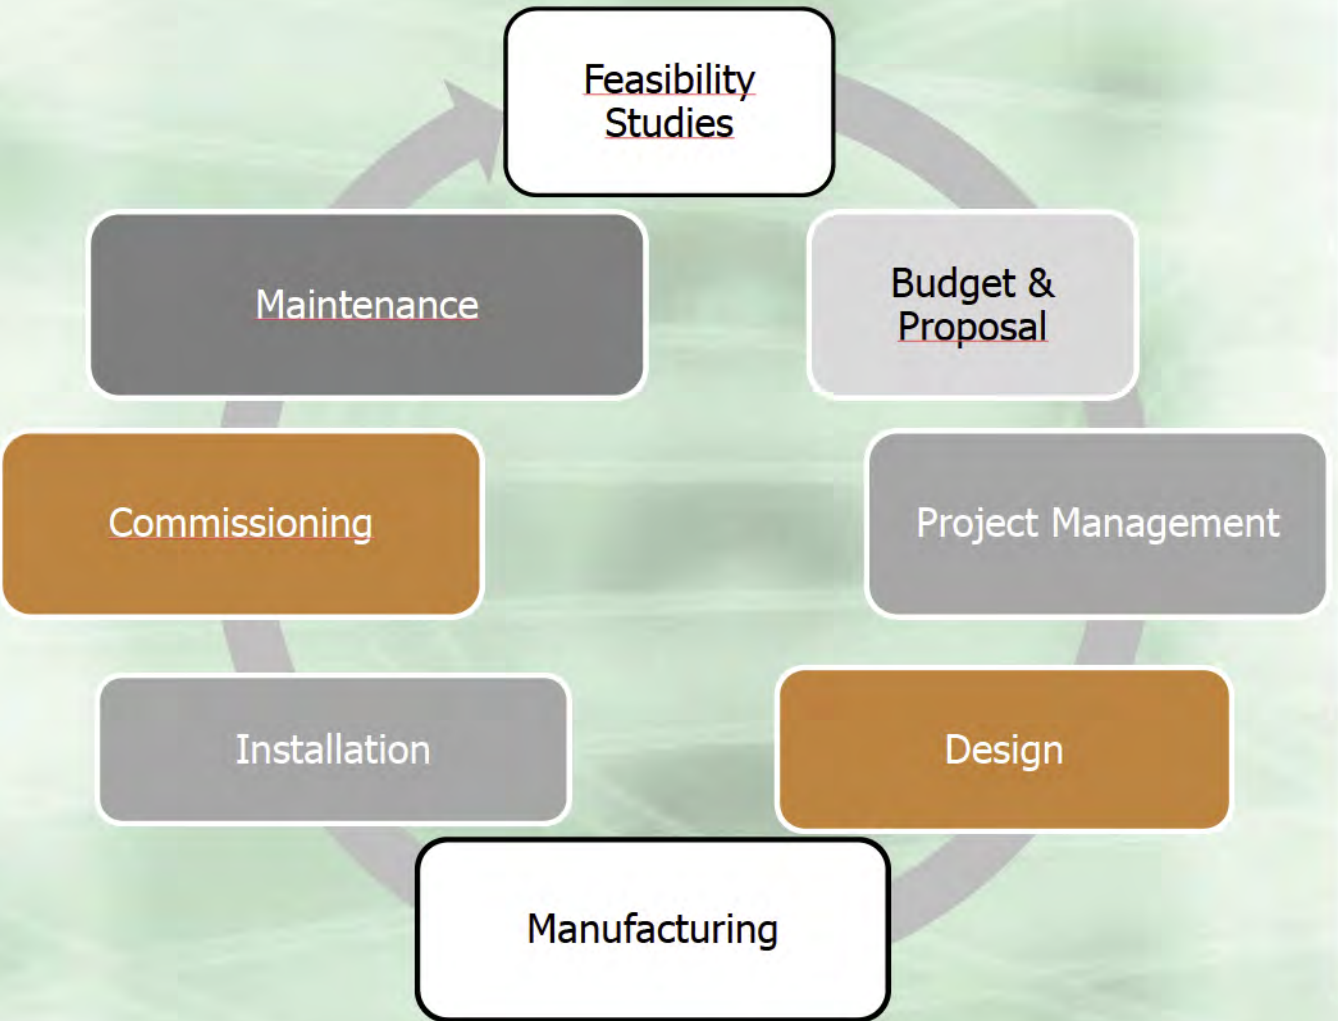 Feasibility
Studies
Budget &
Proposal
Project Management
Design
Manufacturing
Installation
Commissioning
Maintenance